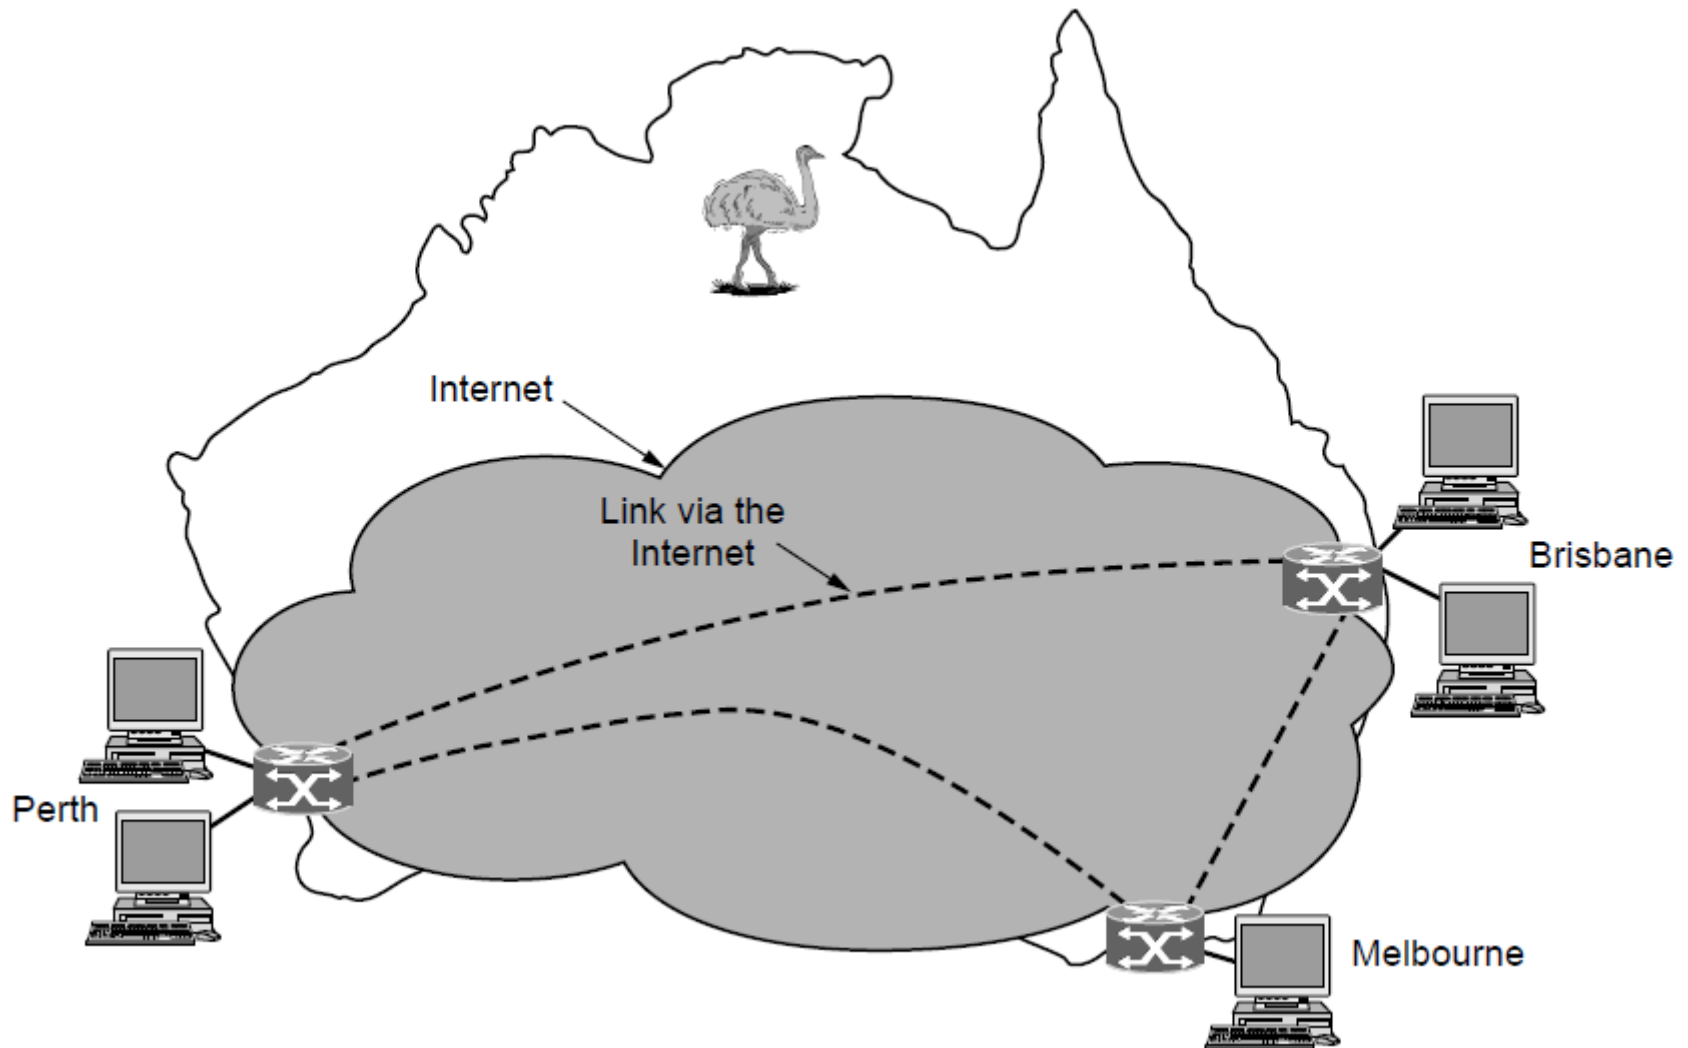 Internet
Link via the
Internet
Brisbane
Perth
Melbourne